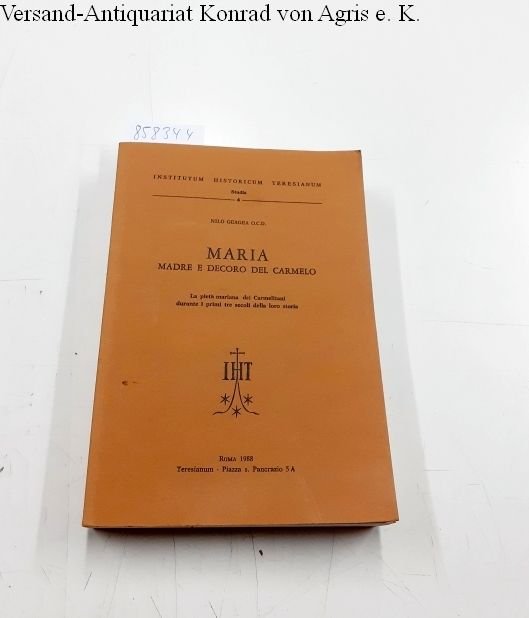 Versand-Antiquariat Konrad von Agris e. K.
858344
INSTITUTUM HISTORICUM TERESIANUM
Studia
4
NILO GEAGEA O.C.D.
MARIA
MADRE E DECORO DEL CARMELO
La pietà mariana dei Carmelitani
durante i primi tre secoli della loro storia
IHT
ROMA 1988
Teresianum - Piazza s. Pancrazio 5 A